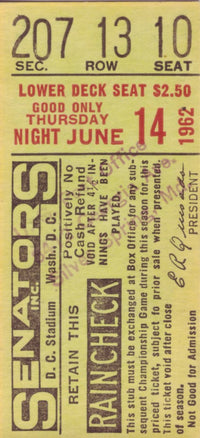 207 13 10
SEC. ROW SEAT
LOWER DECK SEAT $2.50
GOOD ONLY
THURSDAY
NIGHT JUNE 14 1962
SENATORS
INC.
D. C. Stadium Wash., D. C.
RETAIN THIS
Positively No
Cash Refund
VOID AFTER 4½ IN-
NINGS HAVE BEEN
PLAYED.
RAINCHECK
This stub must be exchanged at Box Office for any sub-
sequent Championship Game during this season for this
priced ticket, subject to prior sale when presented.
This ticket void after close
of season. Not Good for Admission.
PRESIDENT